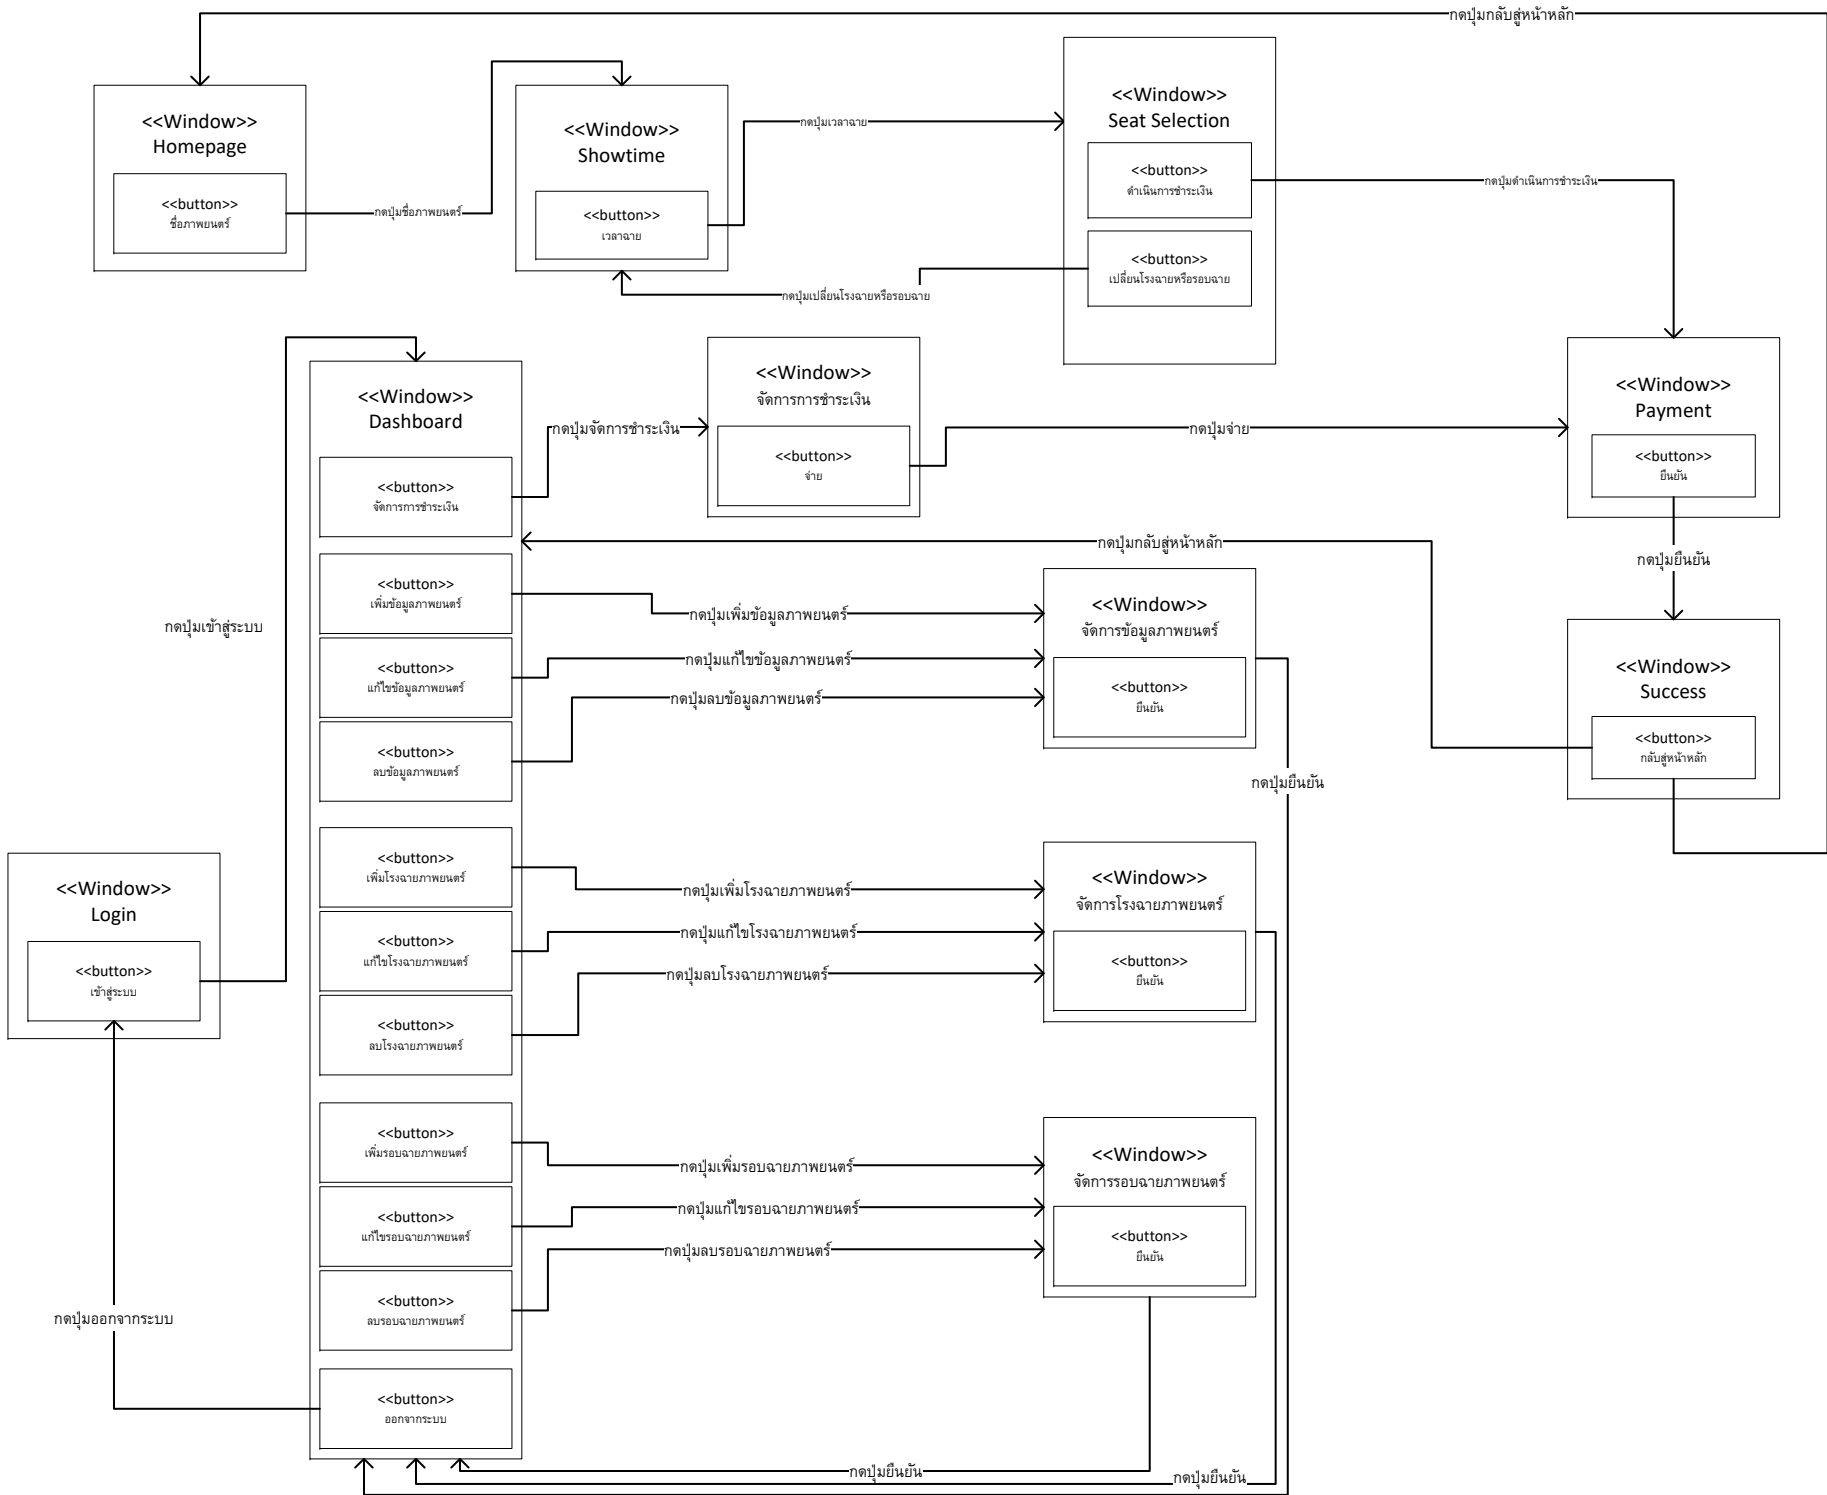 กดปุ่มกลับสู่หน้าหลัก
<<Window>>
Homepage
<<button>>
ชื่อภาพยนตร์
กดปุ่มชื่อภาพยนตร์
<<Window>>
Showtime
<<button>>
เวลาฉาย
กดปุ่มเวลาฉาย
<<Window>>
Seat Selection
<<button>>
ดำเนินการชำระเงิน
<<button>>
เปลี่ยนโรงฉายหรือรอบฉาย
กดปุ่มดำเนินการชำระเงิน
กดปุ่มเปลี่ยนโรงฉายหรือรอบฉาย
<<Window>>
Dashboard
<<button>>
จัดการการชำระเงิน
กดปุ่มจัดการชำระเงิน
<<Window>>
จัดการการชำระเงิน
<<button>>
จ่าย
กดปุ่มจ่าย
<<Window>>
Payment
<<button>>
ยืนยัน
กดปุ่มยืนยัน
กดปุ่มกลับสู่หน้าหลัก
<<button>>
เพิ่มข้อมูลภาพยนตร์
<<button>>
แก้ไขข้อมูลภาพยนตร์
<<button>>
ลบข้อมูลภาพยนตร์
กดปุ่มเพิ่มข้อมูลภาพยนตร์
กดปุ่มแก้ไขข้อมูลภาพยนตร์
กดปุ่มลบข้อมูลภาพยนตร์
<<Window>>
จัดการข้อมูลภาพยนตร์
<<button>>
ยืนยัน
กดปุ่มยืนยัน
<<Window>>
Success
<<button>>
กลับสู่หน้าหลัก
กดปุ่มเข้าสู่ระบบ
<<Window>>
Login
<<button>>
เข้าสู่ระบบ
<<button>>
เพิ่มโรงฉายภาพยนตร์
<<button>>
แก้ไขโรงฉายภาพยนตร์
<<button>>
ลบโรงฉายภาพยนตร์
กดปุ่มเพิ่มโรงฉายภาพยนตร์
กดปุ่มแก้ไขโรงฉายภาพยนตร์
กดปุ่มลบโรงฉายภาพยนตร์
<<Window>>
จัดการโรงฉายภาพยนตร์
<<button>>
ยืนยัน
<<button>>
เพิ่มรอบฉายภาพยนตร์
<<button>>
แก้ไขรอบฉายภาพยนตร์
<<button>>
ลบรอบฉายภาพยนตร์
กดปุ่มเพิ่มรอบฉายภาพยนตร์
กดปุ่มแก้ไขรอบฉายภาพยนตร์
กดปุ่มลบรอบฉายภาพยนตร์
<<Window>>
จัดการรอบฉายภาพยนตร์
<<button>>
ยืนยัน
กดปุ่มออกจากระบบ
<<button>>
ออกจากระบบ
กดปุ่มยืนยัน
กดปุ่มยืนยัน